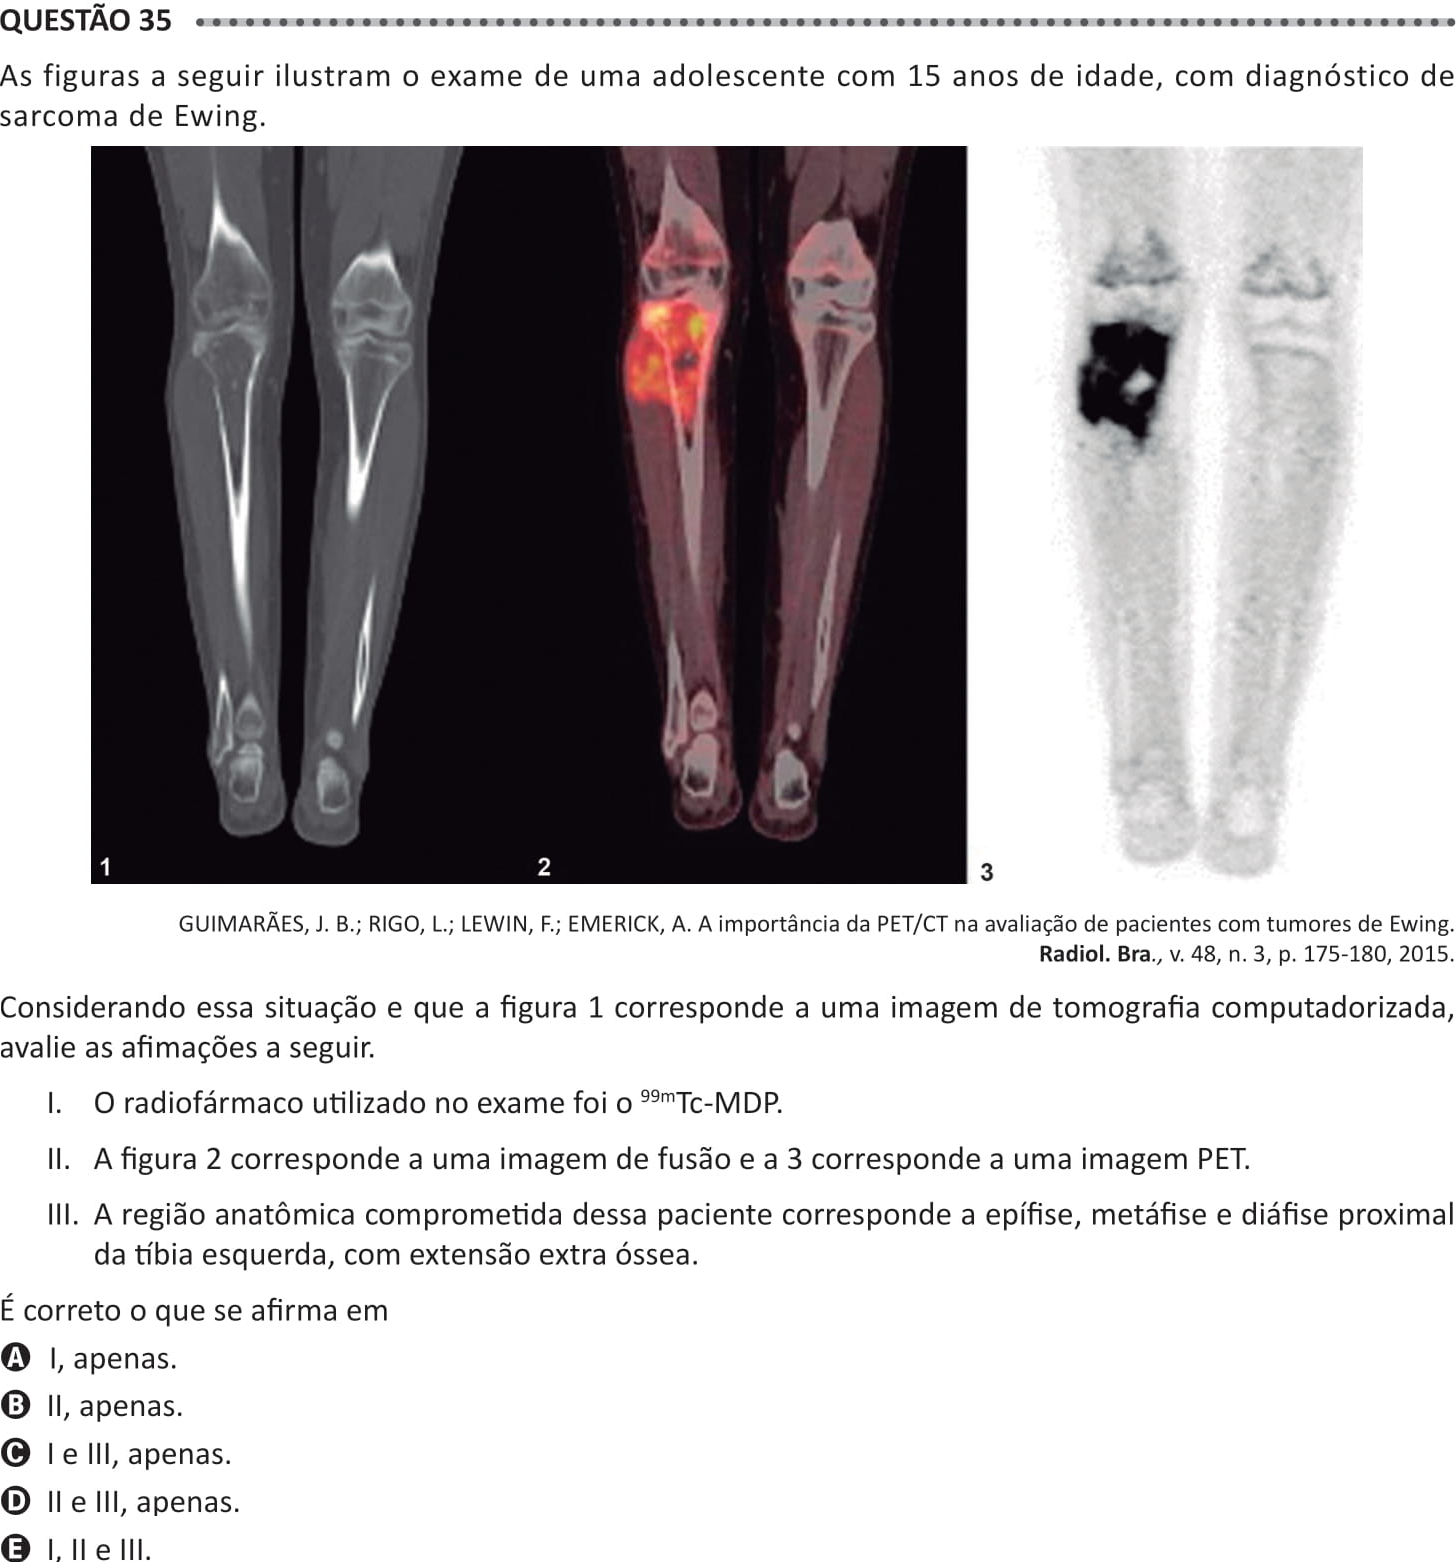 QUESTÃO 35
As figuras a seguir ilustram o exame de uma adolescente com 15 anos de idade, com diagnóstico de
sarcoma de Ewing.
1
2
3
GUIMARÃES, J. B.; RIGO, L.; LEWIN, F.; EMERICK, A. A importância da PET/CT na avaliação de pacientes com tumores de Ewing.
Radiol. Bra., v. 48, n. 3, p. 175-180, 2015.
Considerando essa situação e que a figura 1 corresponde a uma imagem de tomografia computadorizada,
avalie as afimações a seguir.
I. O radiofármaco utilizado no exame foi o ⁹⁹ᵐTc-MDP.
II. A figura 2 corresponde a uma imagem de fusão e a 3 corresponde a uma imagem PET.
III. A região anatômica comprometida dessa paciente corresponde a epífise, metáfise e diáfise proximal
da tíbia esquerda, com extensão extra óssea.
É correto o que se afirma em
A I, apenas.
B II, apenas.
C I e III, apenas.
D II e III, apenas.
E I, II e III.